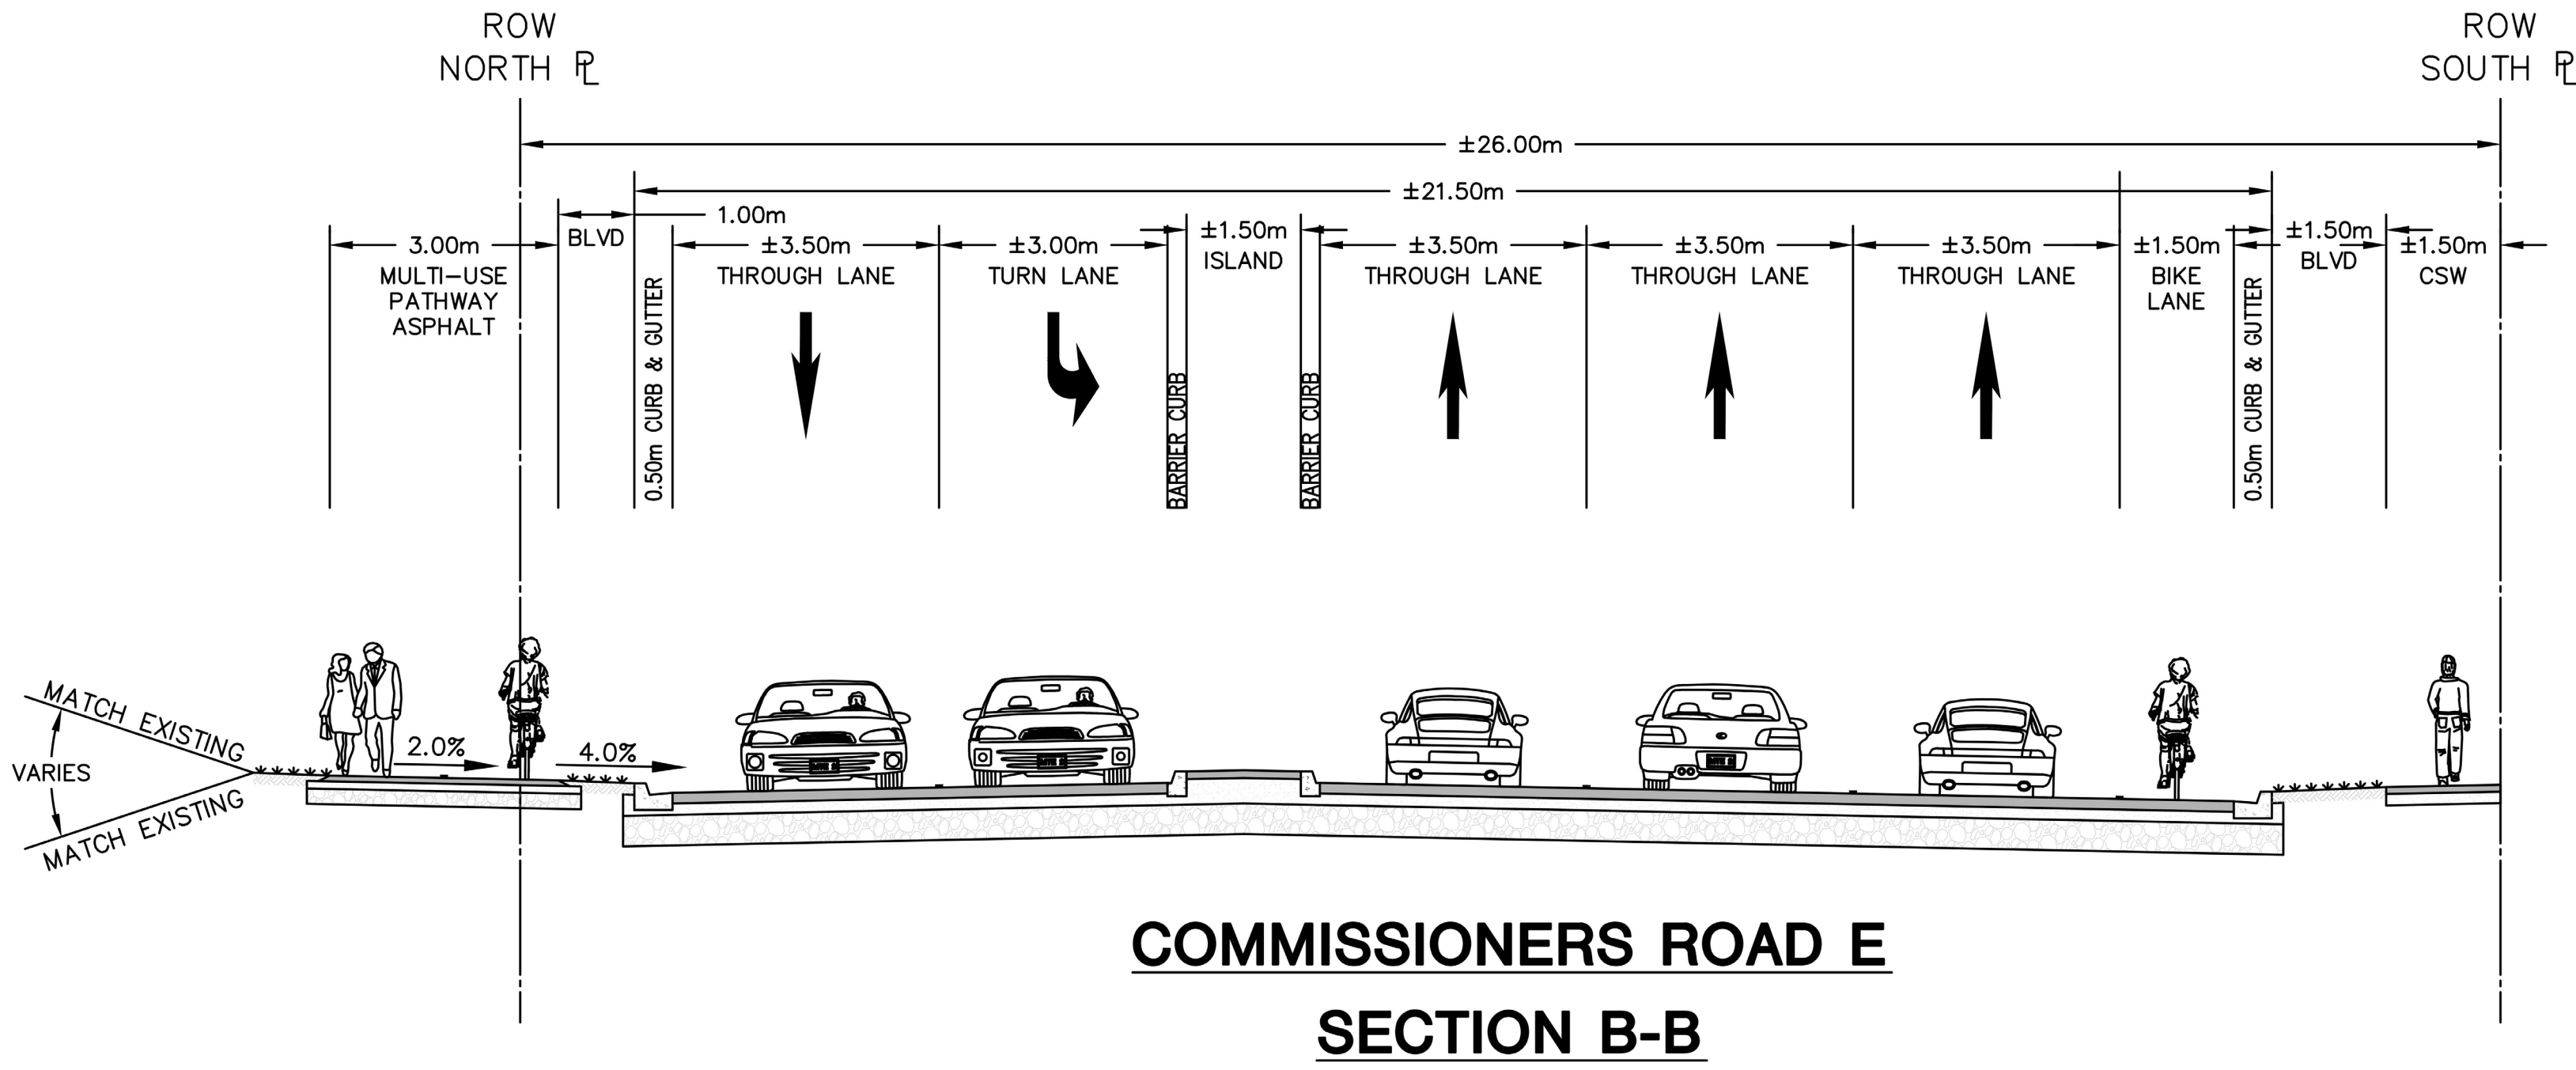 ROW
NORTH ⅊
ROW
SOUTH ⅊
±26.00m
±21.50m
1.00m
BLVD
3.00m
MULTI-USE
PATHWAY
ASPHALT
0.50m CURB & GUTTER
±3.50m
THROUGH LANE
±3.00m
TURN LANE
BARRIER CURB
±1.50m
ISLAND
BARRIER CURB
±3.50m
THROUGH LANE
±3.50m
THROUGH LANE
±3.50m
THROUGH LANE
±1.50m
BIKE
LANE
0.50m CURB & GUTTER
±1.50m
BLVD
±1.50m
CSW
MATCH EXISTING
VARIES
MATCH EXISTING
2.0%
4.0%
COMMISSIONERS ROAD E
SECTION B-B